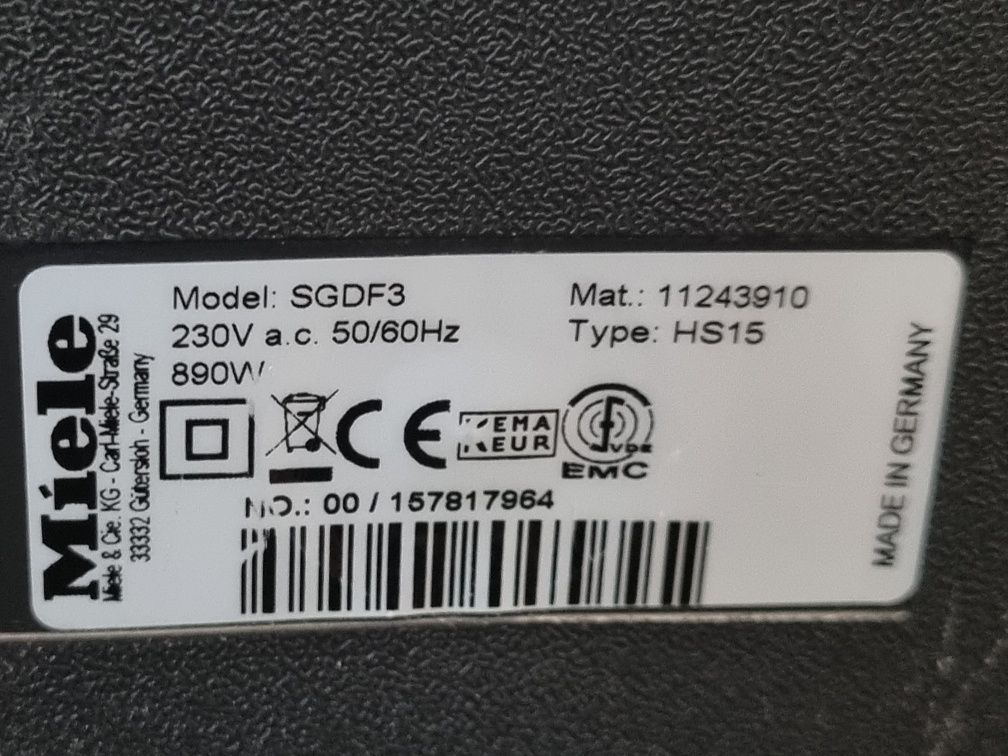 Miele
Miele & Cie. KG - Carl-Miele-Straße 29
33332 Gütersloh - Germany
Model: SGDF3
230V a.c. 50/60Hz
890W
Mat.: 11243910
Type: HS15
CE
KEMA
KEUR
VDE
EMC
NO.: 00 / 157817964
MADE IN GERMANY